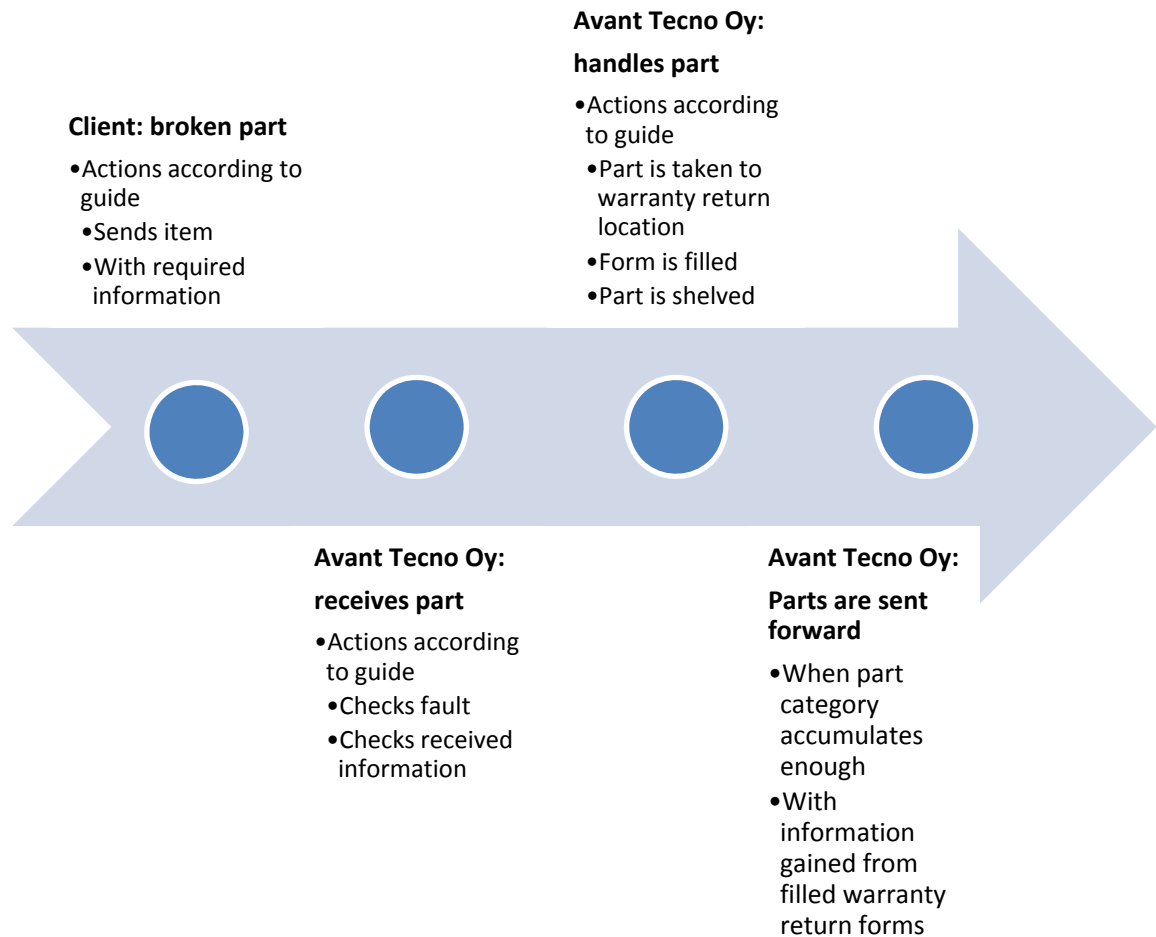 Client: broken part
•Actions according to
guide
•Sends item
•With required
information
Avant Tecno Oy:
receives part
•Actions according
to guide
•Checks fault
•Checks received
information
Avant Tecno Oy:
handles part
•Actions according
to guide
•Part is taken to
warranty return
location
•Form is filled
•Part is shelved
Avant Tecno Oy:
Parts are sent
forward
•When part
category
accumulates
enough
•With
information
gained from
filled warranty
return forms